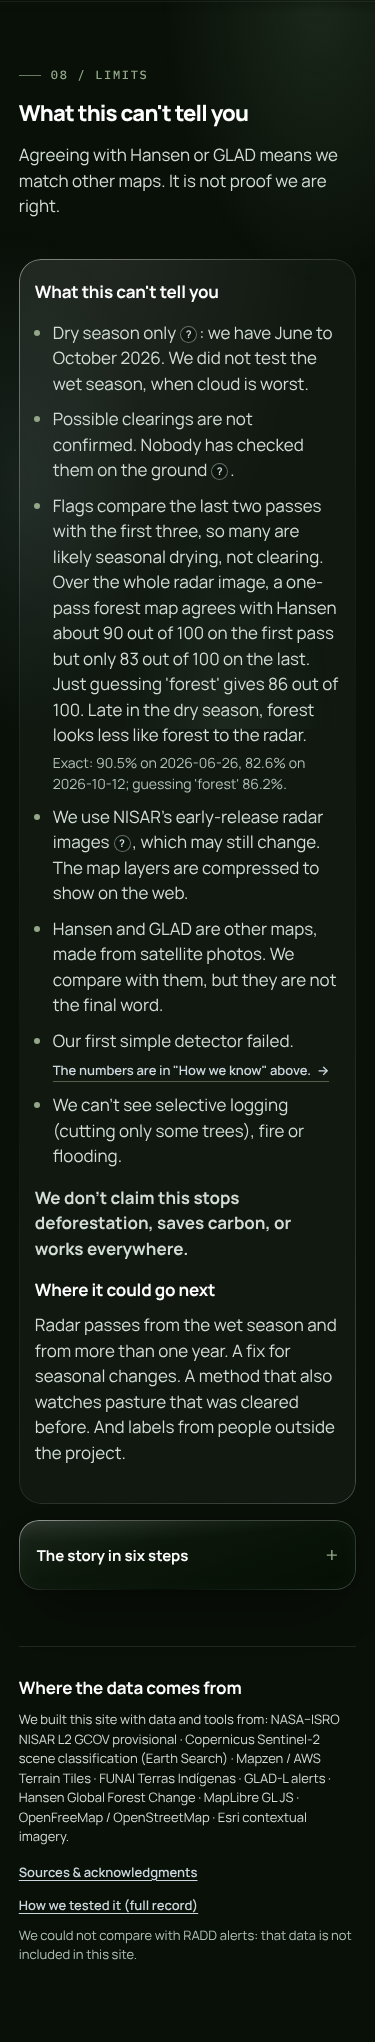 08 / LIMITS
What this can't tell you
Agreeing with Hansen or GLAD means we
match other maps. It is not proof we are
right.
What this can't tell you
Dry season only ? : we have June to
October 2026. We did not test the
wet season, when cloud is worst.
Possible clearings are not
confirmed. Nobody has checked
them on the ground ? .
Flags compare the last two passes
with the first three, so many are
likely seasonal drying, not clearing.
Over the whole radar image, a one-
pass forest map agrees with Hansen
about 90 out of 100 on the first pass
but only 83 out of 100 on the last.
Just guessing 'forest' gives 86 out of
100. Late in the dry season, forest
looks less like forest to the radar.
Exact: 90.5% on 2026-06-26, 82.6% on
2026-10-12; guessing 'forest' 86.2%.
We use NISAR's early-release radar
images ? , which may still change.
The map layers are compressed to
show on the web.
Hansen and GLAD are other maps,
made from satellite photos. We
compare with them, but they are not
the final word.
Our first simple detector failed.
The numbers are in "How we know" above. →
We can't see selective logging
(cutting only some trees), fire or
flooding.
We don't claim this stops
deforestation, saves carbon, or
works everywhere.
Where it could go next
Radar passes from the wet season and
from more than one year. A fix for
seasonal changes. A method that also
watches pasture that was cleared
before. And labels from people outside
the project.
The story in six steps +
Where the data comes from
We built this site with data and tools from: NASA–ISRO
NISAR L2 GCOV provisional · Copernicus Sentinel-2
scene classification (Earth Search) · Mapzen / AWS
Terrain Tiles · FUNAI Terras Indígenas · GLAD-L alerts ·
Hansen Global Forest Change · MapLibre GL JS ·
OpenFreeMap / OpenStreetMap · Esri contextual
imagery.
Sources & acknowledgments
How we tested it (full record)
We could not compare with RADD alerts: that data is not
included in this site.